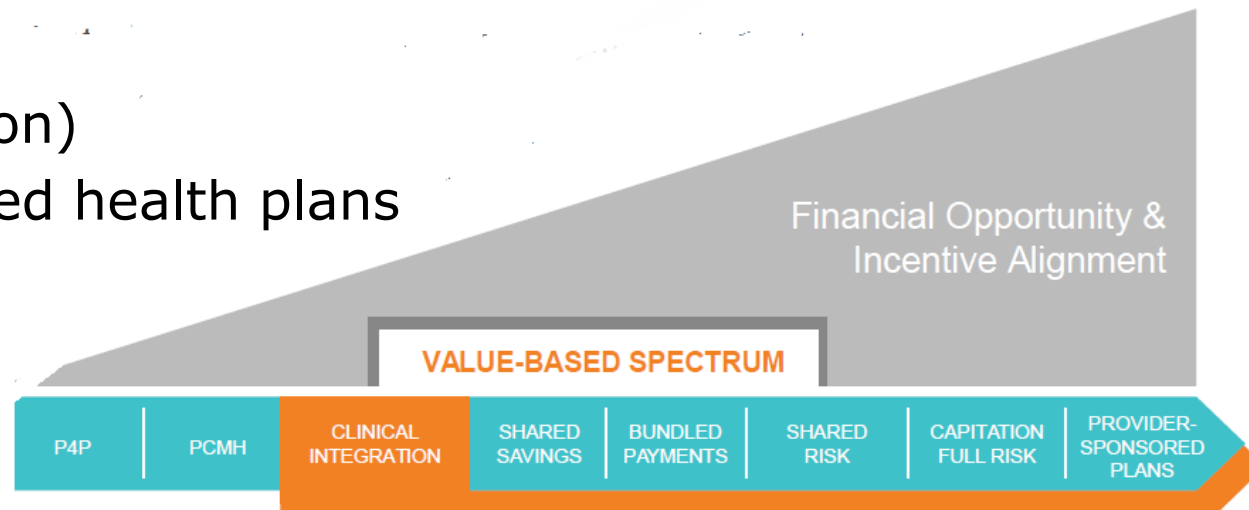 on)
ed health plans
Financial Opportunity &
Incentive Alignment
VALUE-BASED SPECTRUM
P4P
PCMH
CLINICAL
INTEGRATION
SHARED
SAVINGS
BUNDLED
PAYMENTS
SHARED
RISK
CAPITATION
FULL RISK
PROVIDER-
SPONSORED
PLANS